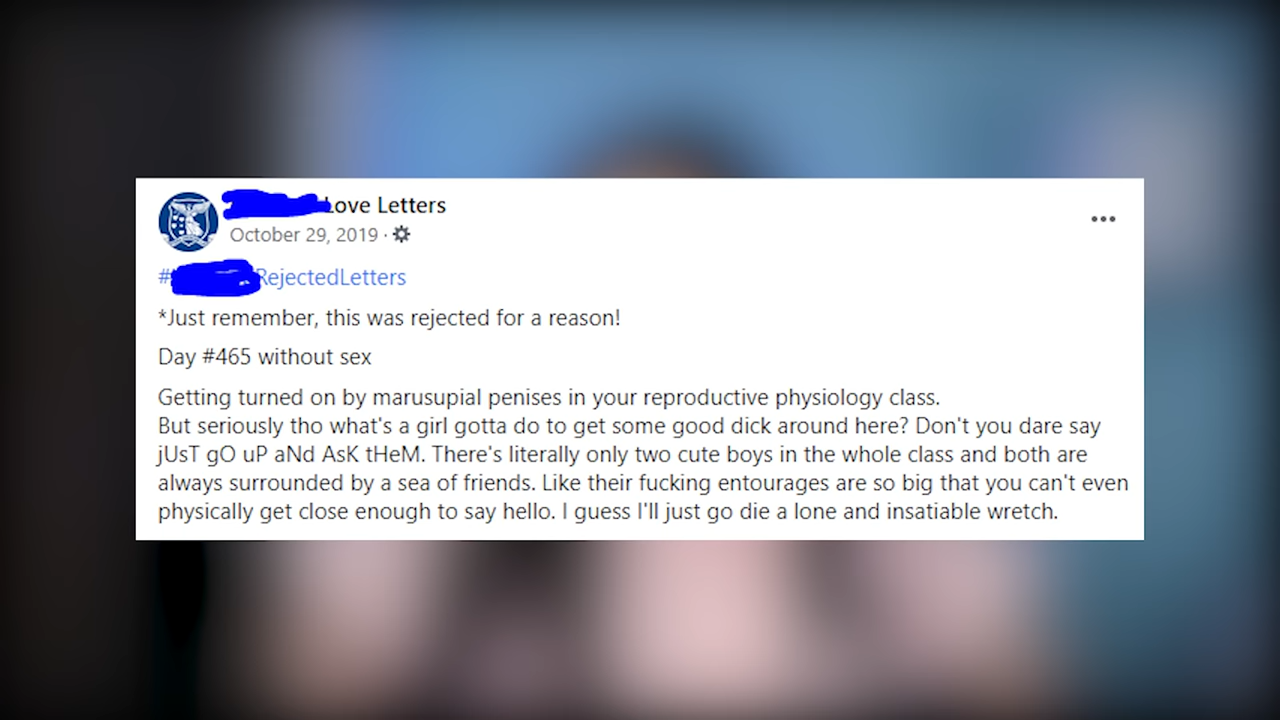 Love Letters
October 29, 2019 ·
#
RejectedLetters
*Just remember, this was rejected for a reason!
Day #465 without sex
Getting turned on by marusupial penises in your reproductive physiology class.
But seriously tho what's a girl gotta do to get some good dick around here? Don't you dare say
jUsT gO uP aNd AsK tHeM. There's literally only two cute boys in the whole class and both are
always surrounded by a sea of friends. Like their fucking entourages are so big that you can't even
physically get close enough to say hello. I guess I'll just go die a lone and insatiable wretch.